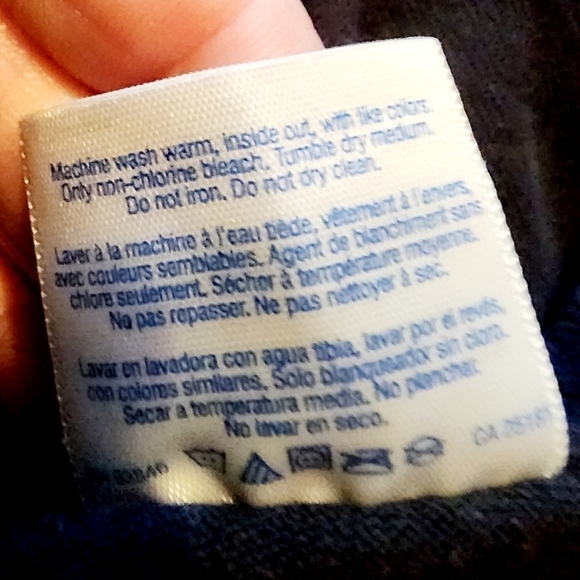 Machine wash warm, inside out, with like colors.
Only non-chlorine bleach. Tumble dry medium.
Do not iron. Do not dry clean.
Laver à la machine à l'eau tiède, vêtement à l'envers,
avec couleurs semblables. Agent de blanchiment sans
chlore seulement. Sécher à température moyenne.
No pas repasser. Ne pas nettoyer à sec.
Lavar en lavadora con agua tibia, lavar por el revés,
con colores similares. Solo blanqueador sin cloro.
Secar a temperatura media. No planchar.
No lavar en seco.
CA